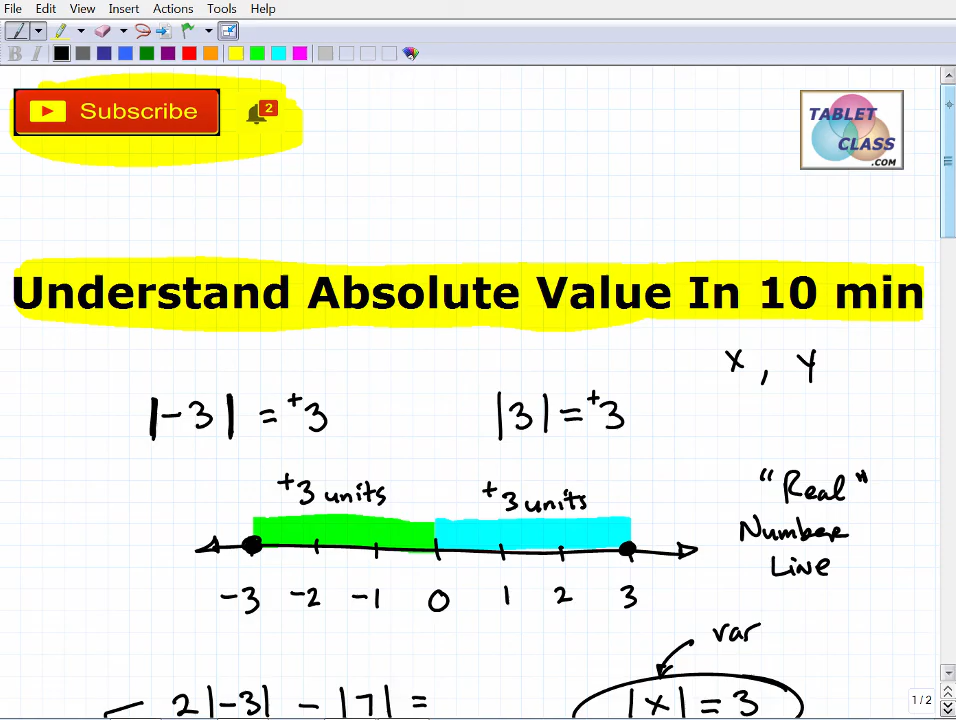 File Edit View Insert Actions Tools Help
B I
Subscribe
2
TABLET
CLASS
.COM
Understand Absolute Value In 10 min
x , y
|-3| = +3
|3| = +3
+3 units
+3 units
"Real"
Number
Line
-3 -2 -1 0 1 2 3
var
2|-3| - |7| =
|x| = 3
1 / 2